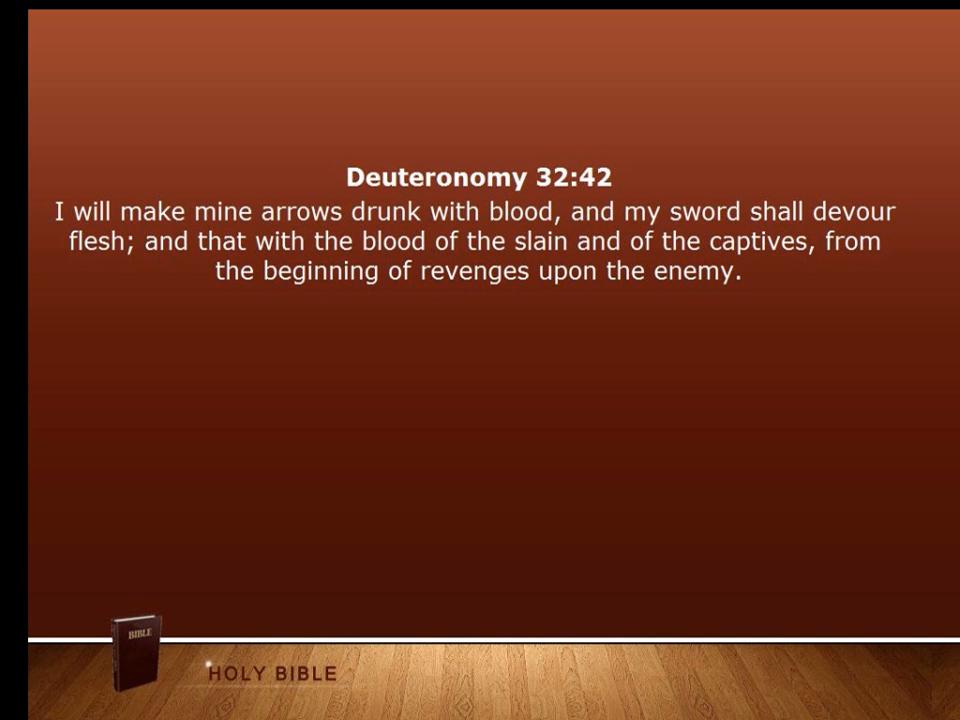 Deuteronomy 32:42
I will make mine arrows drunk with blood, and my sword shall devour
flesh; and that with the blood of the slain and of the captives, from
the beginning of revenges upon the enemy.
BIBLE
HOLY BIBLE